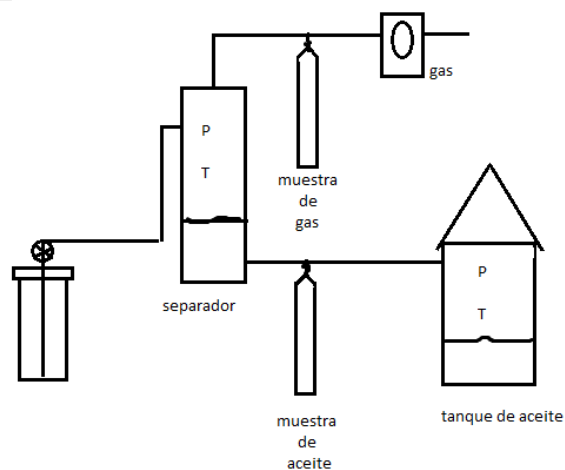 gas
P
T
muestra
de
gas
P
T
separador
muestra
de
aceite
tanque de aceite